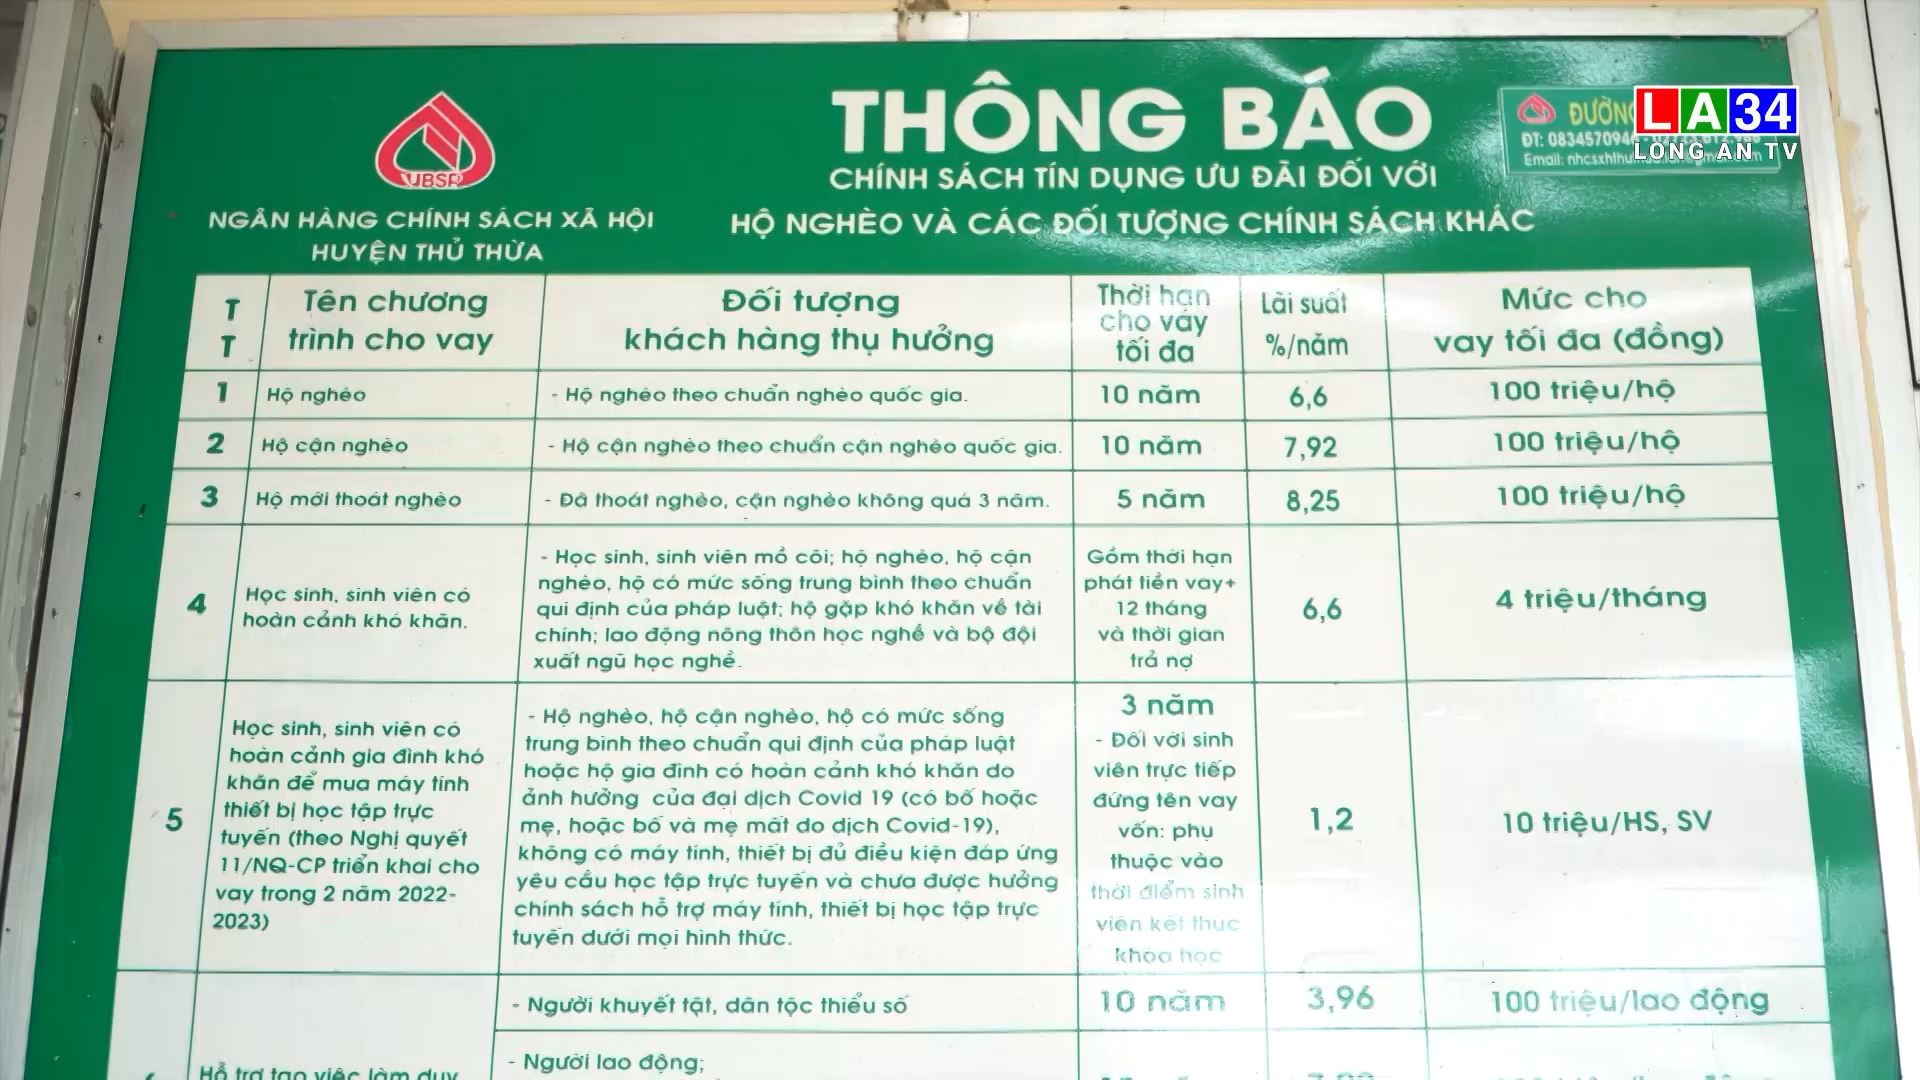 THÔNG BÁO
CHÍNH SÁCH TÍN DỤNG ƯU ĐÃI ĐỐI VỚI
HỘ NGHÈO VÀ CÁC ĐỐI TƯỢNG CHÍNH SÁCH KHÁC
VBSP
NGÂN HÀNG CHÍNH SÁCH XÃ HỘI
HUYỆN THỦ THỪA
ĐƯỜNG
ĐT: 083457094
Email:
LA34
LONG AN TV
T
T
Tên chương
trình cho vay
Đối tượng
khách hàng thụ hưởng
Thời hạn
cho vay
tối đa
Lãi suất
%/năm
Mức cho
vay tối đa (đồng)
1
Hộ nghèo
- Hộ nghèo theo chuẩn nghèo quốc gia.
10 năm
6,6
100 triệu/hộ
2
Hộ cận nghèo
- Hộ cận nghèo theo chuẩn cận nghèo quốc gia.
10 năm
7,92
100 triệu/hộ
3
Hộ mới thoát nghèo
- Đã thoát nghèo, cận nghèo không quá 3 năm.
5 năm
8,25
100 triệu/hộ
4
Học sinh, sinh viên có
hoàn cảnh khó khăn.
- Học sinh, sinh viên mồ côi; hộ nghèo, hộ cận
nghèo, hộ có mức sống trung bình theo chuẩn
qui định của pháp luật; hộ gặp khó khăn về tài
chính; lao động nông thôn học nghề và bộ đội
xuất ngũ học nghề.
Gồm thời hạn
phát tiền vay+
12 tháng
và thời gian
trả nợ
6,6
4 triệu/tháng
5
Học sinh, sinh viên có
hoàn cảnh gia đình khó
khăn để mua máy tính
thiết bị học tập trực
tuyến (theo Nghị quyết
11/NQ-CP triển khai cho
vay trong 2 năm 2022-
2023)
- Hộ nghèo, hộ cận nghèo, hộ có mức sống
trung bình theo chuẩn qui định của pháp luật
hoặc hộ gia đình có hoàn cảnh khó khăn do
ảnh hưởng của đại dịch Covid 19 (có bố hoặc
mẹ, hoặc bố và mẹ mất do dịch Covid-19),
không có máy tính, thiết bị đủ điều kiện đáp ứng
yêu cầu học tập trực tuyến và chưa được hưởng
chính sách hỗ trợ máy tính, thiết bị học tập trực
tuyến dưới mọi hình thức.
3 năm
- Đối với sinh
viên trực tiếp
đứng tên vay
vốn: phụ
thuộc vào
thời điểm sinh
viên kết thúc
khóa học
1,2
10 triệu/HS, SV
- Người khuyết tật, dân tộc thiểu số
10 năm
3,96
100 triệu/lao động
Hỗ trợ tạo việc làm duy
- Người lao động;